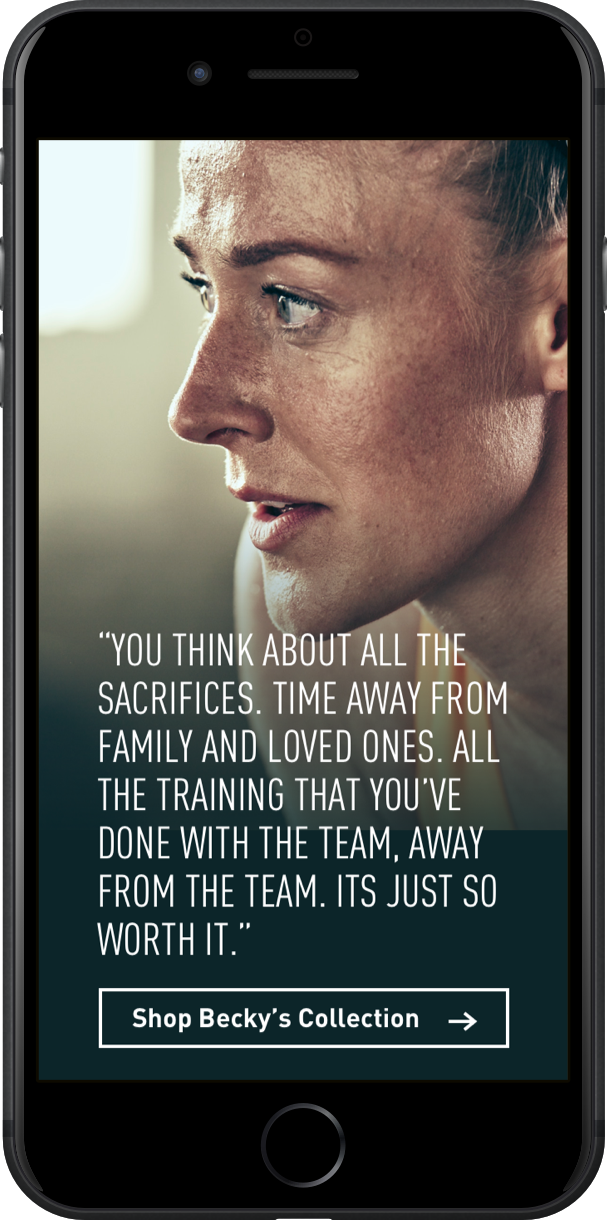 “YOU THINK ABOUT ALL THE
SACRIFICES. TIME AWAY FROM
FAMILY AND LOVED ONES. ALL
THE TRAINING THAT YOU’VE
DONE WITH THE TEAM, AWAY
FROM THE TEAM. ITS JUST SO
WORTH IT.”
Shop Becky’s Collection →